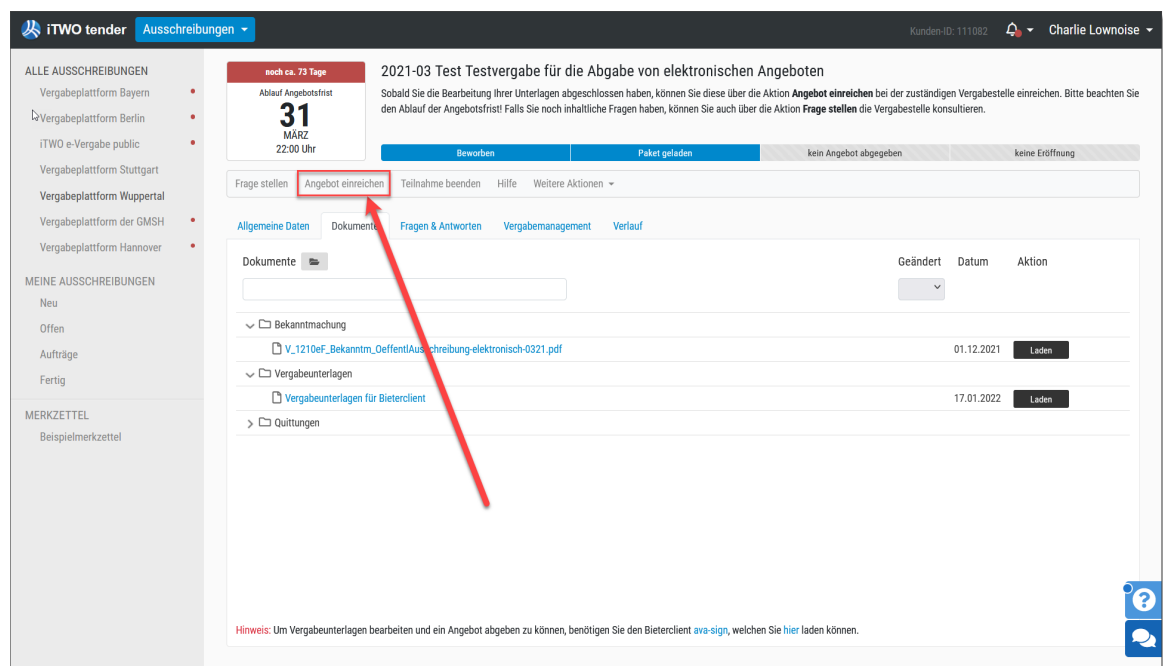 iTWO tender Ausschreibungen Kunden-ID: 111082 Charlie Lownoise
ALLE AUSSCHREIBUNGEN
Vergabeplattform Bayern
Vergabeplattform Berlin
iTWO e-Vergabe public
Vergabeplattform Stuttgart
Vergabeplattform Wuppertal
Vergabeplattform der GMSH
Vergabeplattform Hannover
MEINE AUSSCHREIBUNGEN
Neu
Offen
Aufträge
Fertig
MERKZETTEL
Beispielmerkzettel
noch ca. 73 Tage
Ablauf Angebotsfrist
31
MÄRZ
22:00 Uhr
2021-03 Test Testvergabe für die Abgabe von elektronischen Angeboten
Sobald Sie die Bearbeitung Ihrer Unterlagen abgeschlossen haben, können Sie diese über die Aktion Angebot einreichen bei der zuständigen Vergabestelle einreichen. Bitte beachten Sie
den Ablauf der Angebotsfrist! Falls Sie noch inhaltliche Fragen haben, können Sie auch über die Aktion Frage stellen die Vergabestelle konsultieren.
Beworben Paket geladen kein Angebot abgegeben keine Eröffnung
Frage stellen Angebot einreichen Teilnahme beenden Hilfe Weitere Aktionen
Allgemeine Daten Dokumente Fragen & Antworten Vergabemanagement Verlauf
Dokumente Geändert Datum Aktion
Bekanntmachung
V_1210eF_Bekanntm_OeffentlAusschreibung-elektronisch-0321.pdf 01.12.2021 Laden
Vergabeunterlagen
Vergabeunterlagen für Bieterclient 17.01.2022 Laden
Quittungen
Hinweis: Um Vergabeunterlagen bearbeiten und ein Angebot abgeben zu können, benötigen Sie den Bieterclient ava-sign, welchen Sie hier laden können.